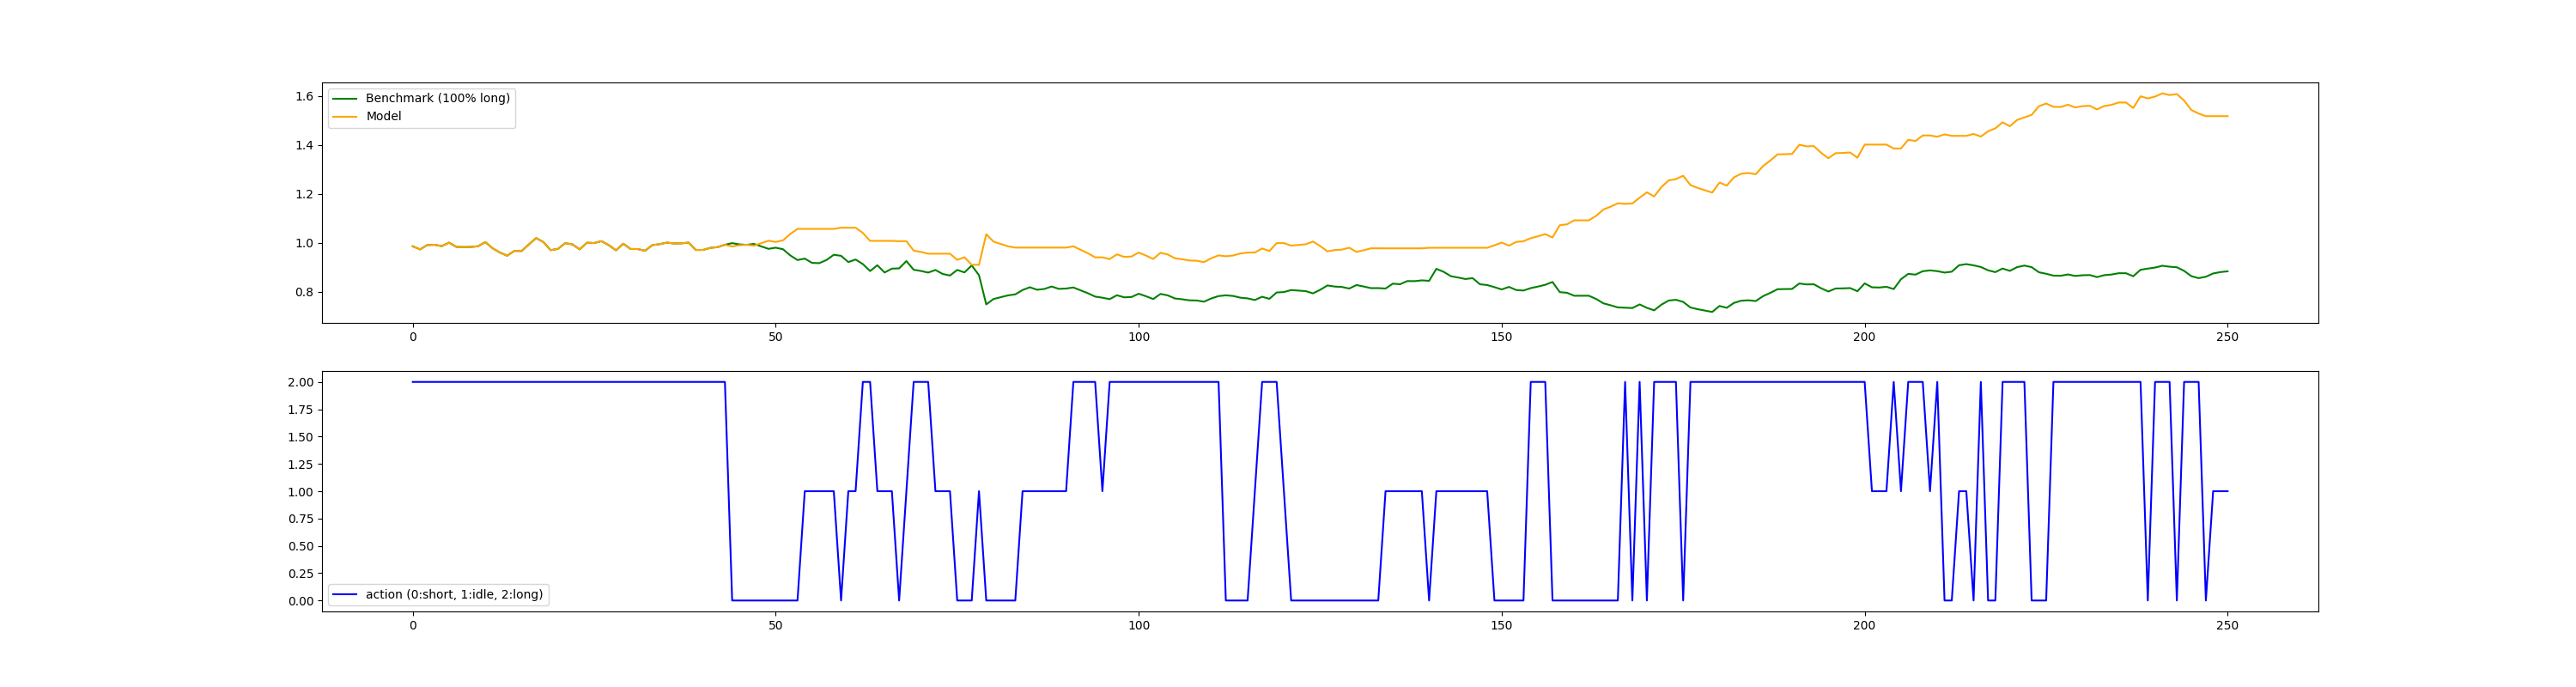 Benchmark (100% long)
Model
1.6
1.4
1.2
1.0
0.8
0 50 100 150 200 250
2.00
1.75
1.50
1.25
1.00
0.75
0.50
0.25
0.00
action (0:short, 1:idle, 2:long)
0 50 100 150 200 250